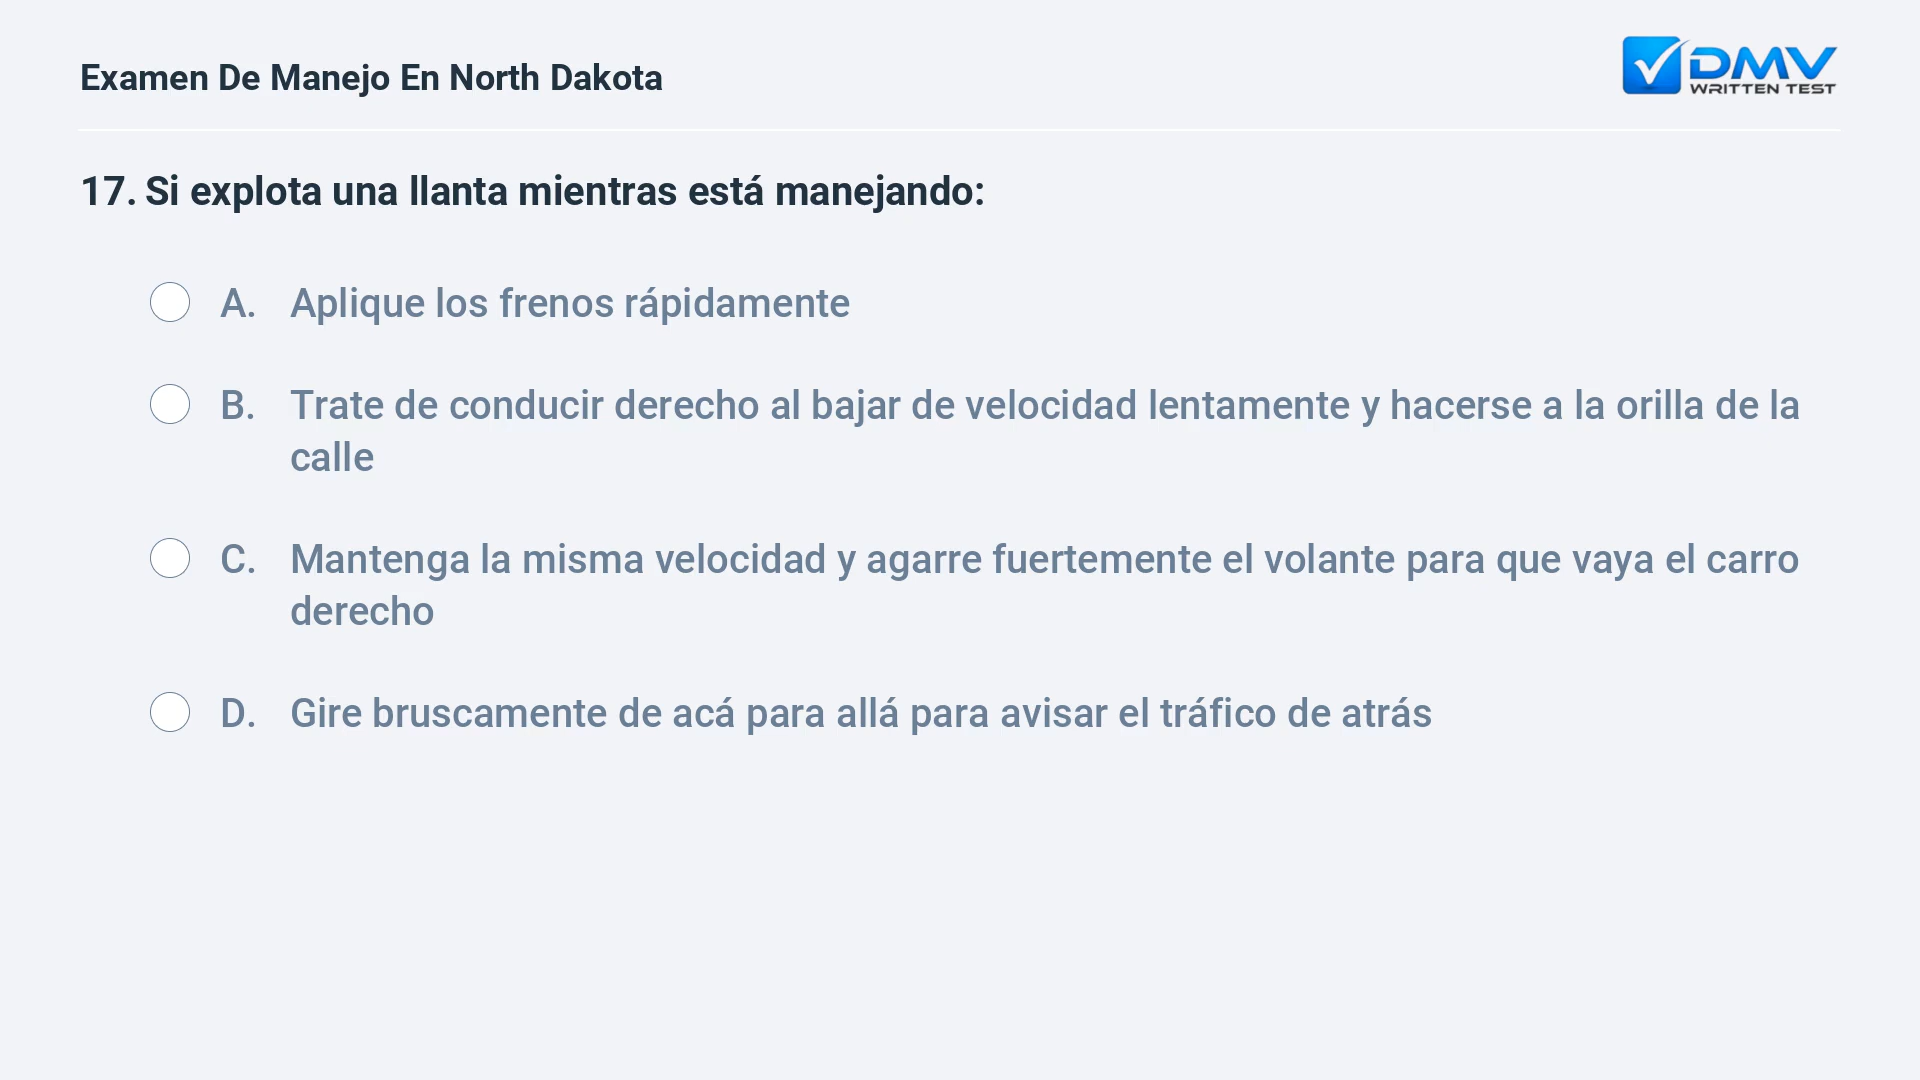 Examen De Manejo En North Dakota
DMV
WRITTEN TEST
17. Si explota una llanta mientras está manejando:
A. Aplique los frenos rápidamente
B. Trate de conducir derecho al bajar de velocidad lentamente y hacerse a la orilla de la
calle
C. Mantenga la misma velocidad y agarre fuertemente el volante para que vaya el carro
derecho
D. Gire bruscamente de acá para allá para avisar el tráfico de atrás